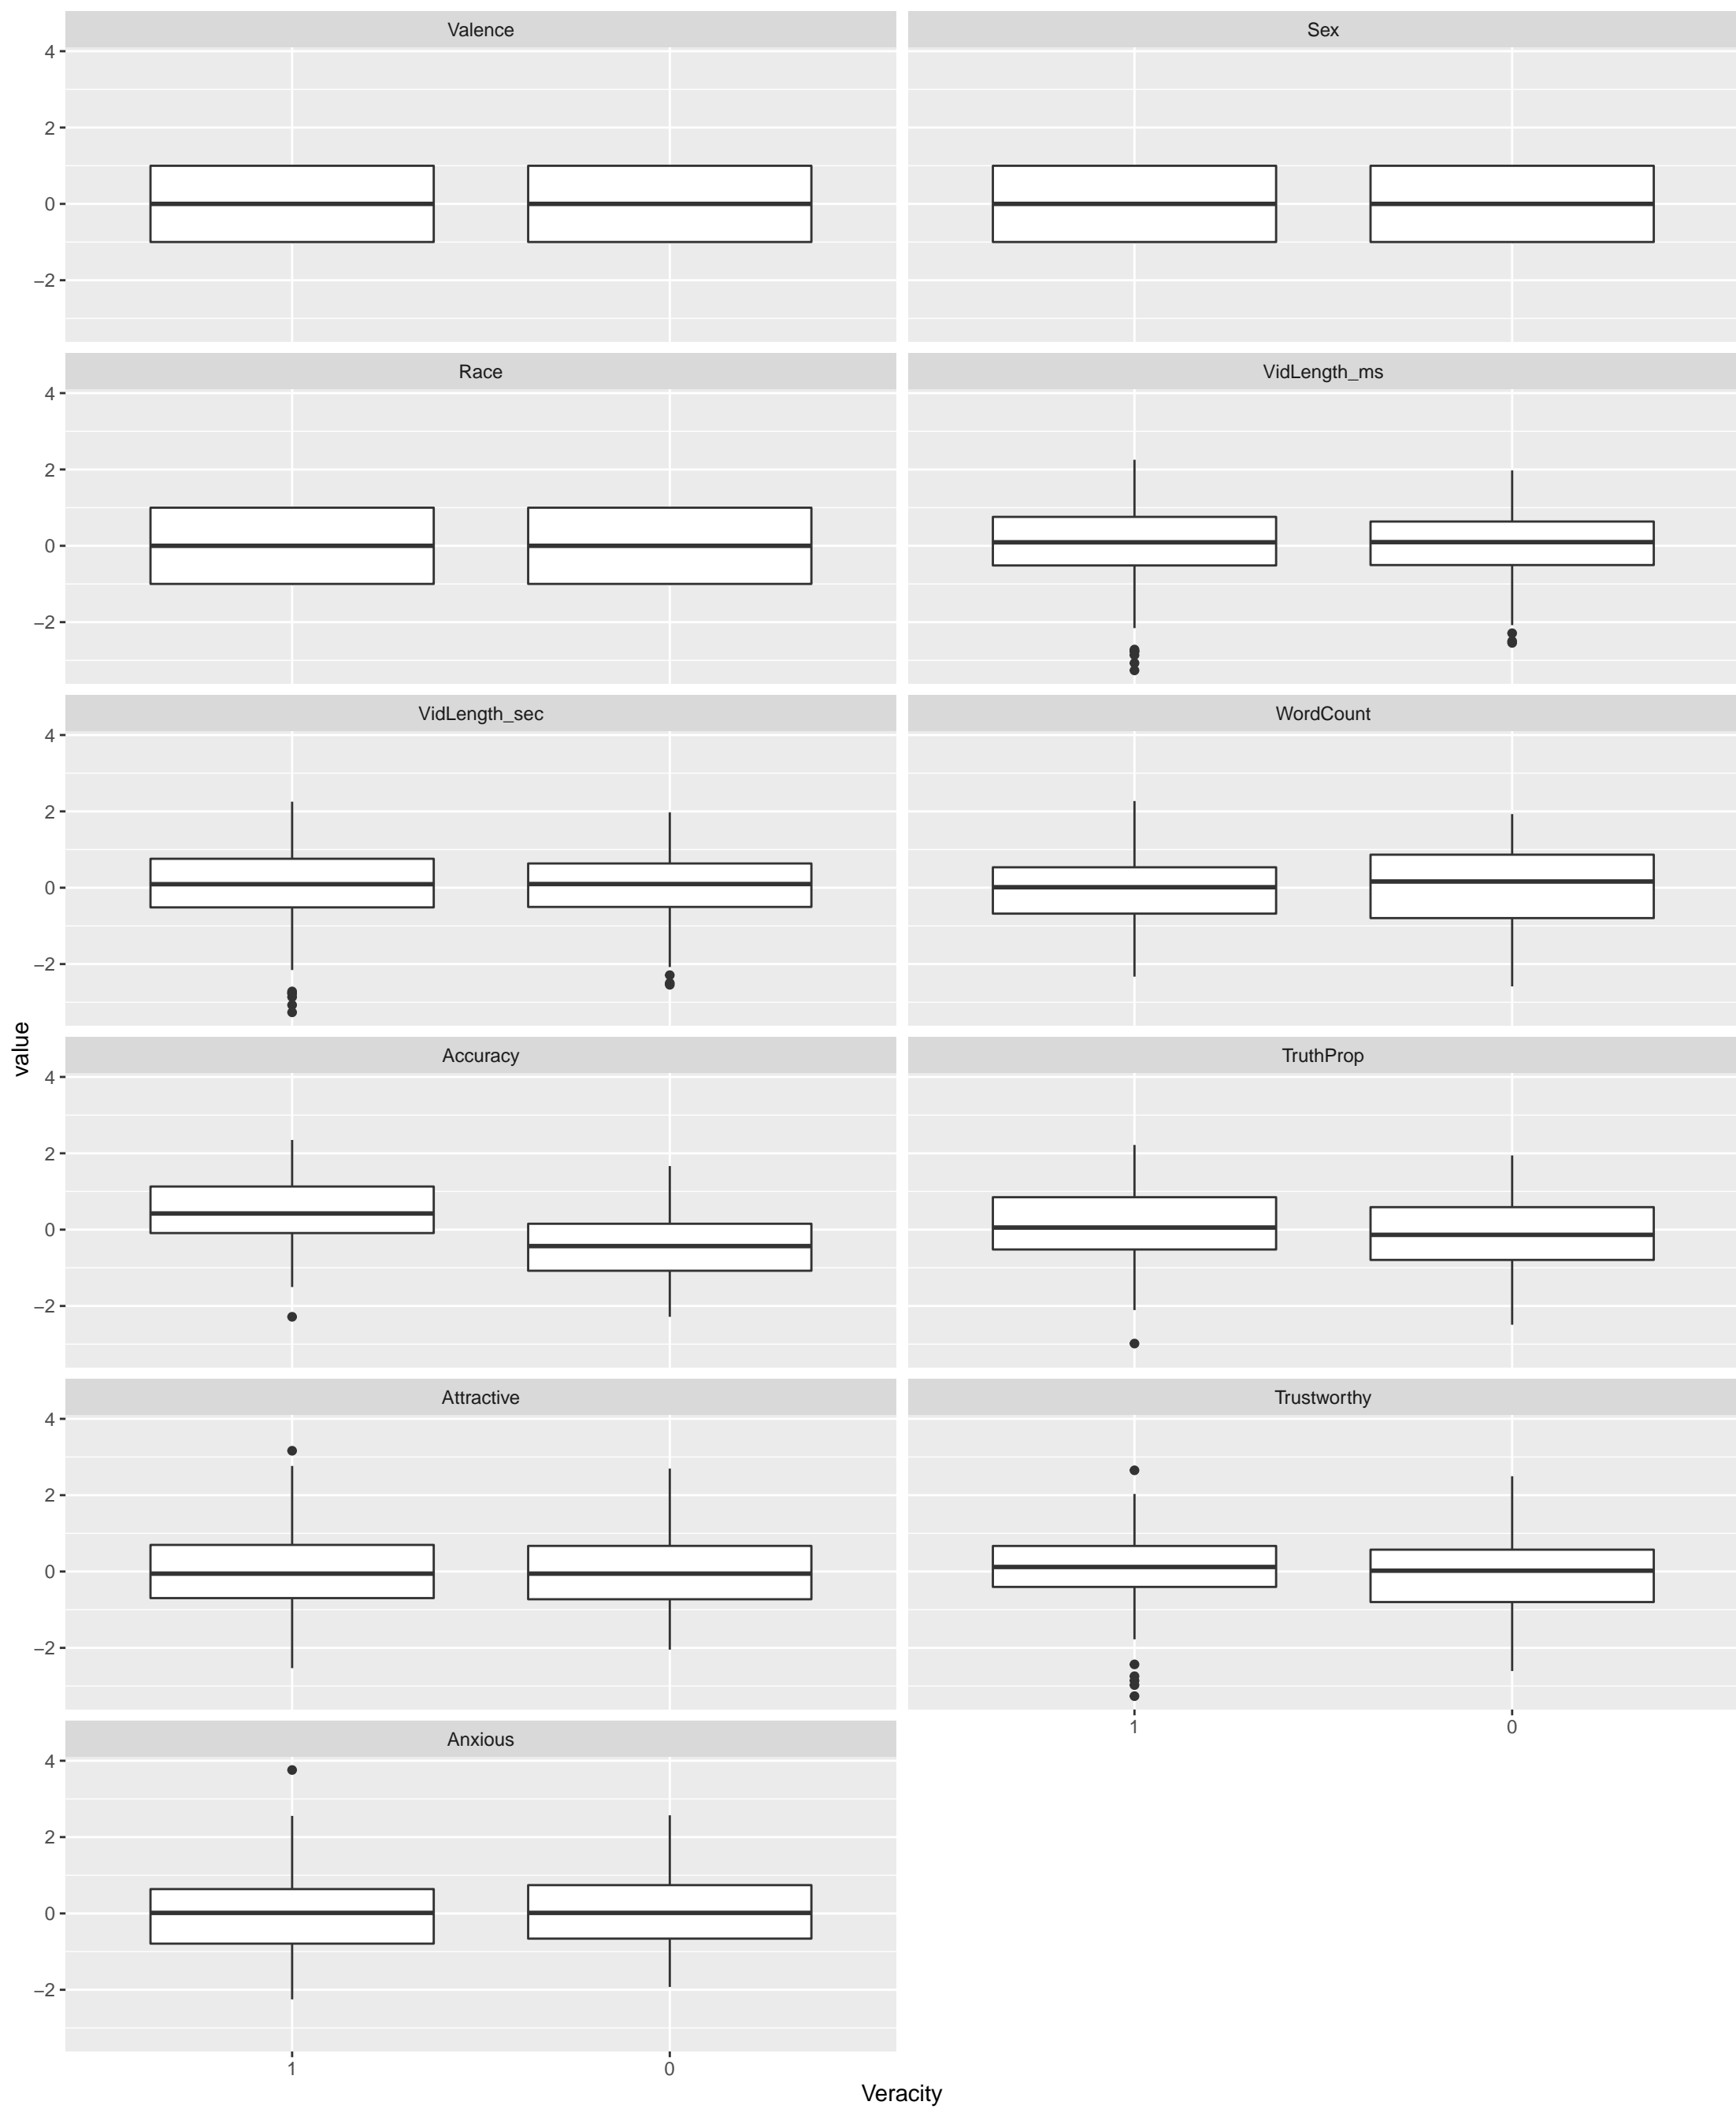 Valence
Sex
4
2
0
−2
Race
VidLength_ms
4
2
0
−2
VidLength_sec
WordCount
4
2
0
−2
value
Accuracy
TruthProp
4
2
0
−2
Attractive
Trustworthy
4
2
0
−2
1
0
Anxious
4
2
0
−2
1
0
Veracity